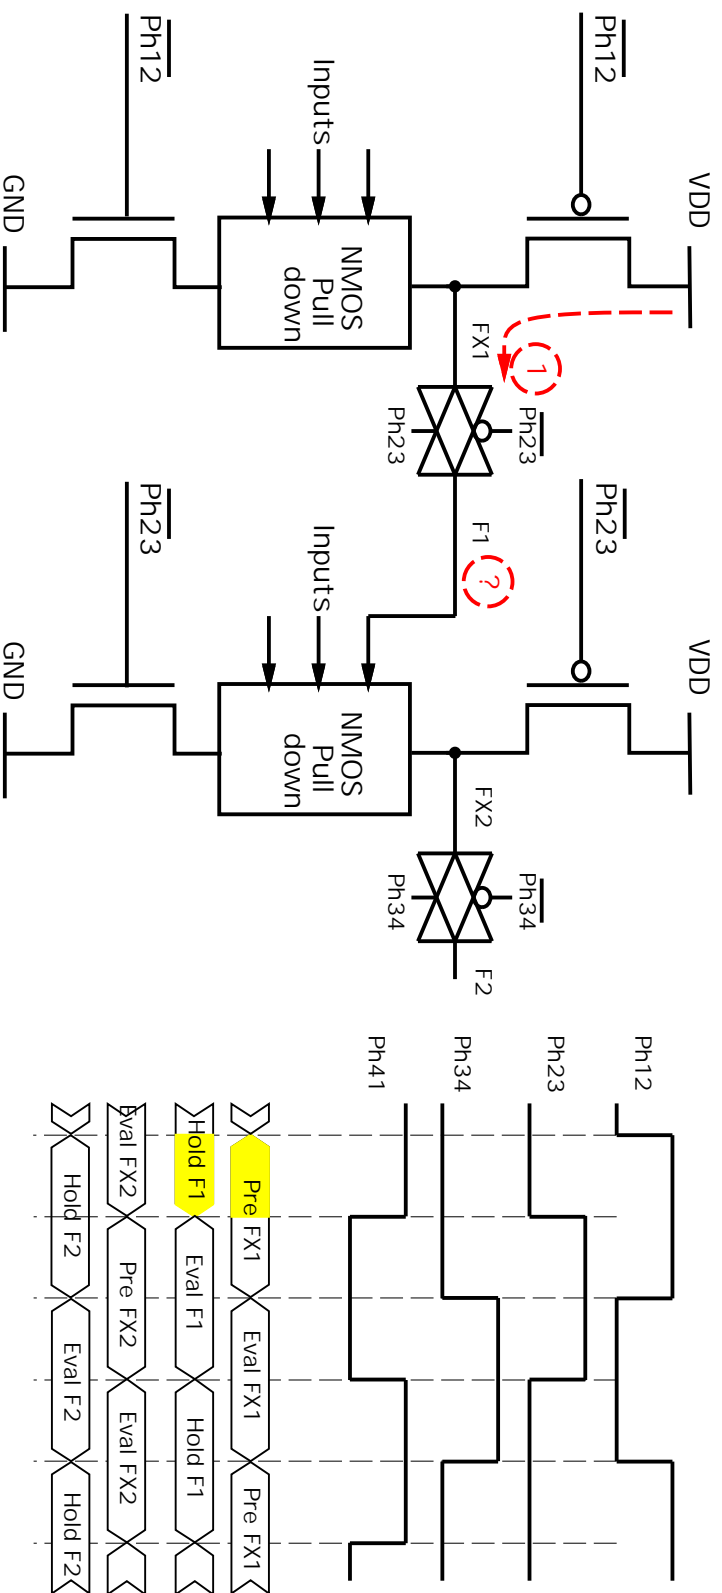 VDD
VDD
Ph12
Ph23
FX1
1
Ph23
F1
?
FX2
Ph34
F2
Ph23
Ph34
Inputs
NMOS
Pull
down
Inputs
NMOS
Pull
down
Ph12
Ph23
GND
GND
Ph12
Ph23
Ph34
Ph41
Pre FX1
Eval FX1
Pre FX1
Hold F1
Eval F1
Hold F1
Eval FX2
Pre FX2
Eval FX2
Hold F2
Eval F2
Hold F2